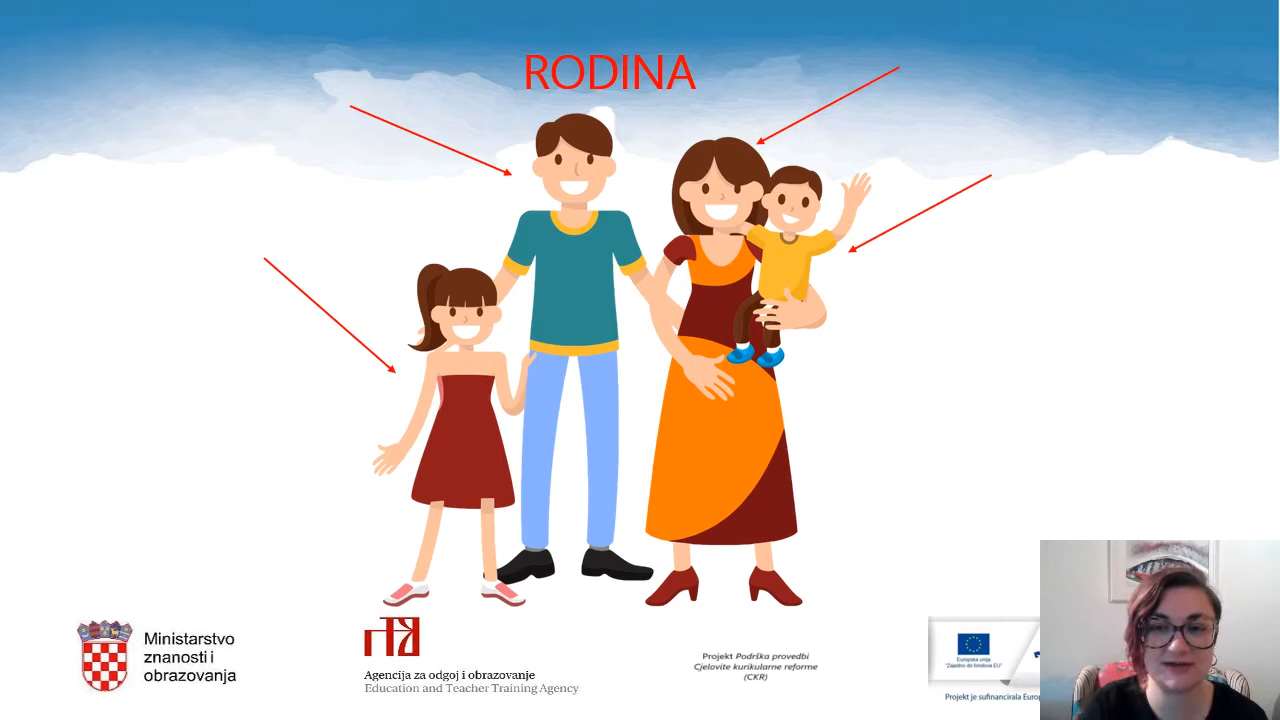 RODINA
Ministarstvo
znanosti i
obrazovanja
Agencija za odgoj i obrazovanje
Education and Teacher Training Agency
Projekt Podrška provedbi
Cjelovite kurikularne reforme
(CKR)
Europska unija
"Zajedno do fondova EU"
Projekt je sufinancirala